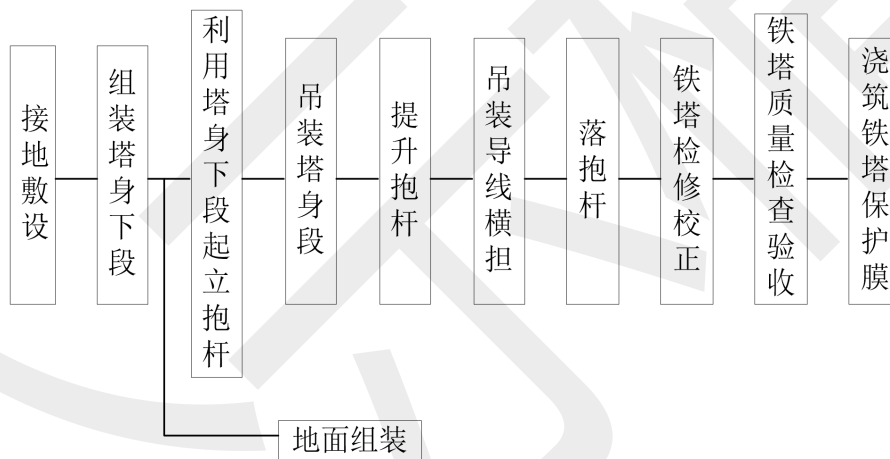 接地敷设
组装塔身下段
利用塔身下段起立抱杆
吊装塔身段
提升抱杆
吊装导线横担
落抱杆
铁塔检修校正
铁塔质量检查验收
浇筑铁塔保护膜
地面组装